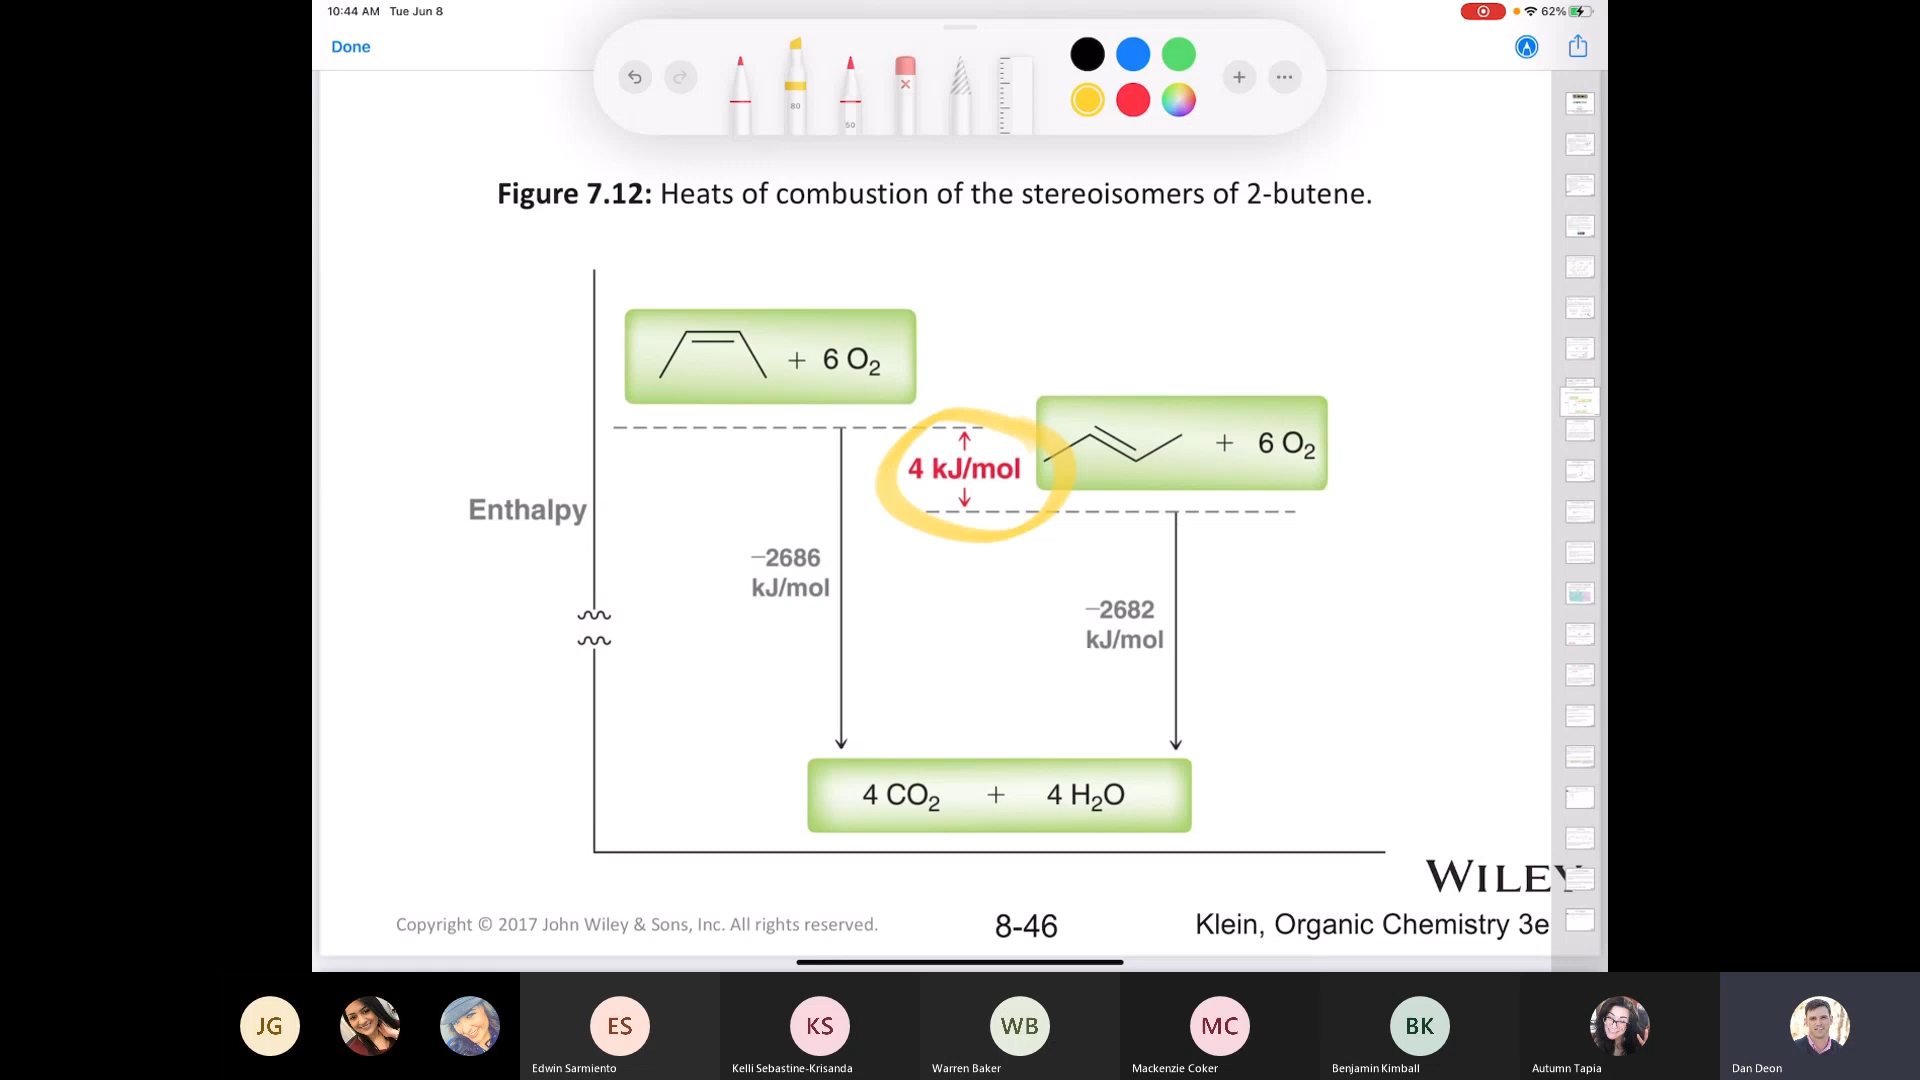 10:44 AM Tue Jun 8
62%
Done
80
50
Figure 7.12: Heats of combustion of the stereoisomers of 2-butene.
+ 6 O2
4 kJ/mol
+ 6 O2
Enthalpy
−2686
kJ/mol
−2682
kJ/mol
4 CO2 + 4 H2O
WILEY
Copyright © 2017 John Wiley & Sons, Inc. All rights reserved.
8-46
Klein, Organic Chemistry 3e
JG
ES
KS
WB
MC
BK
Edwin Sarmiento
Kelli Sebastine-Krisanda
Warren Baker
Mackenzie Coker
Benjamin Kimball
Autumn Tapia
Dan Deon